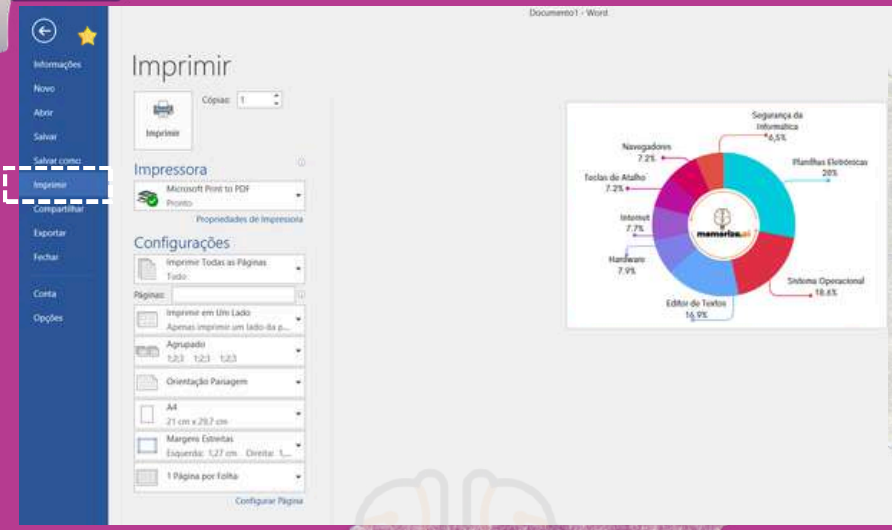 Documento1 - Word
Informações
Novo
Abrir
Salvar
Salvar como
Imprimir
Compartilhar
Exportar
Fechar
Conta
Opções
Imprimir
Cópias: 1
Imprimir
Impressora
Microsoft Print to PDF
Pronto
Propriedades de Impressora
Configurações
Imprimir Todas as Páginas
Tudo
Páginas:
Imprimir em Um Lado
Apenas imprimir um lado da p...
Agrupado
1;2;3 1;2;3 1;2;3
Orientação Paisagem
A4
21 cm x 29,7 cm
Margens Estreitas
Esquerda: 1,27 cm Direita: 1,...
1 Página por Folha
Configurar Página
Segurança da
Informática
6,5%
Navegadores
7.2%
Planilhas Eletrônicas
20%
Teclas de Atalho
7.2%
Internet
7.7%
memorize.ai
Hardware
7.9%
Sistema Operacional
18.6%
Editor de Textos
16.9%